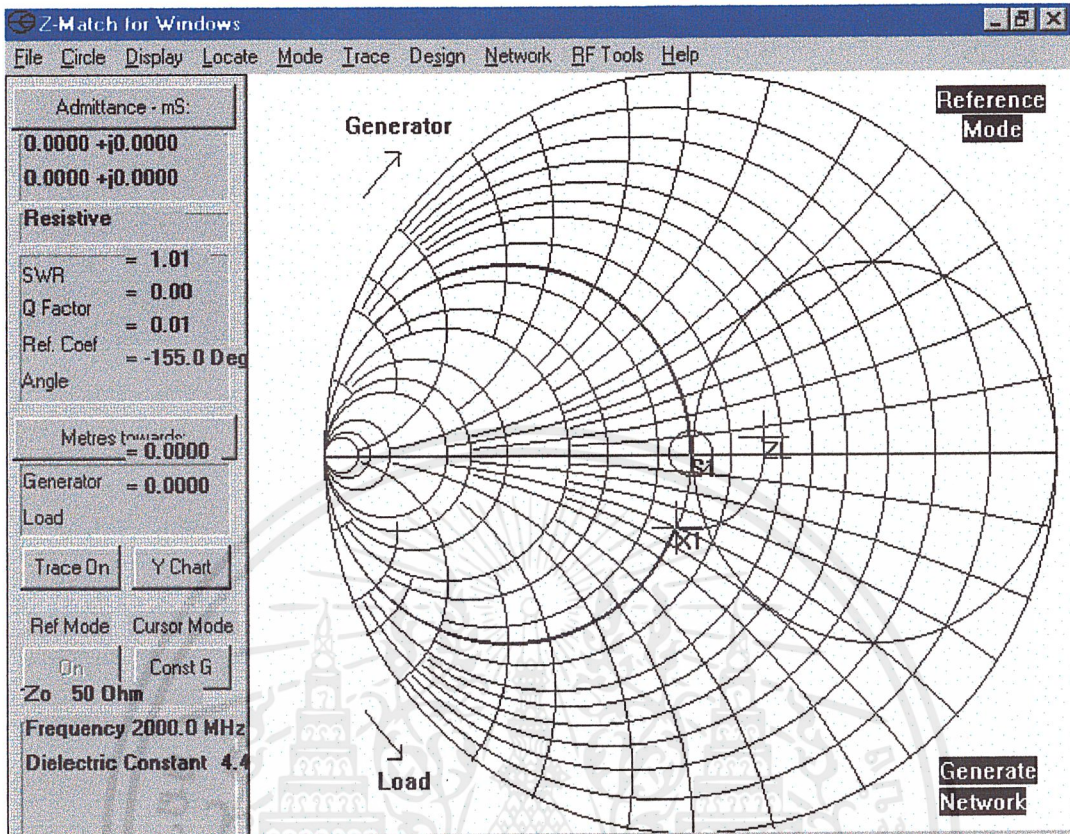 Z-Match for Windows
File Circle Display Locate Mode Trace Design Network RF Tools Help
Admittance - mS:
0.0000 +j0.0000
0.0000 +j0.0000
Resistive
SWR = 1.01
Q Factor = 0.00
Ref. Coef = 0.01
Angle = -155.0 Deg
Metres towards
Generator = 0.0000
Load = 0.0000
Trace On Y Chart
Ref Mode Cursor Mode
On Const G
Zo 50 Ohm
Frequency 2000.0 MHz
Dielectric Constant 4.4
Generator
Reference
Mode
Z
S1
X1
Load
Generate
Network